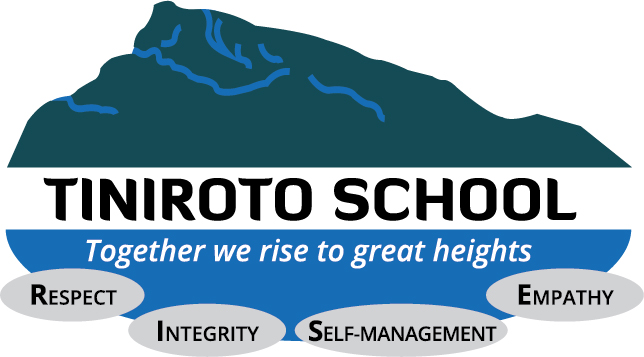 TINIROTO SCHOOL
Together we rise to great heights
RESPECT
INTEGRITY
SELF-MANAGEMENT
EMPATHY